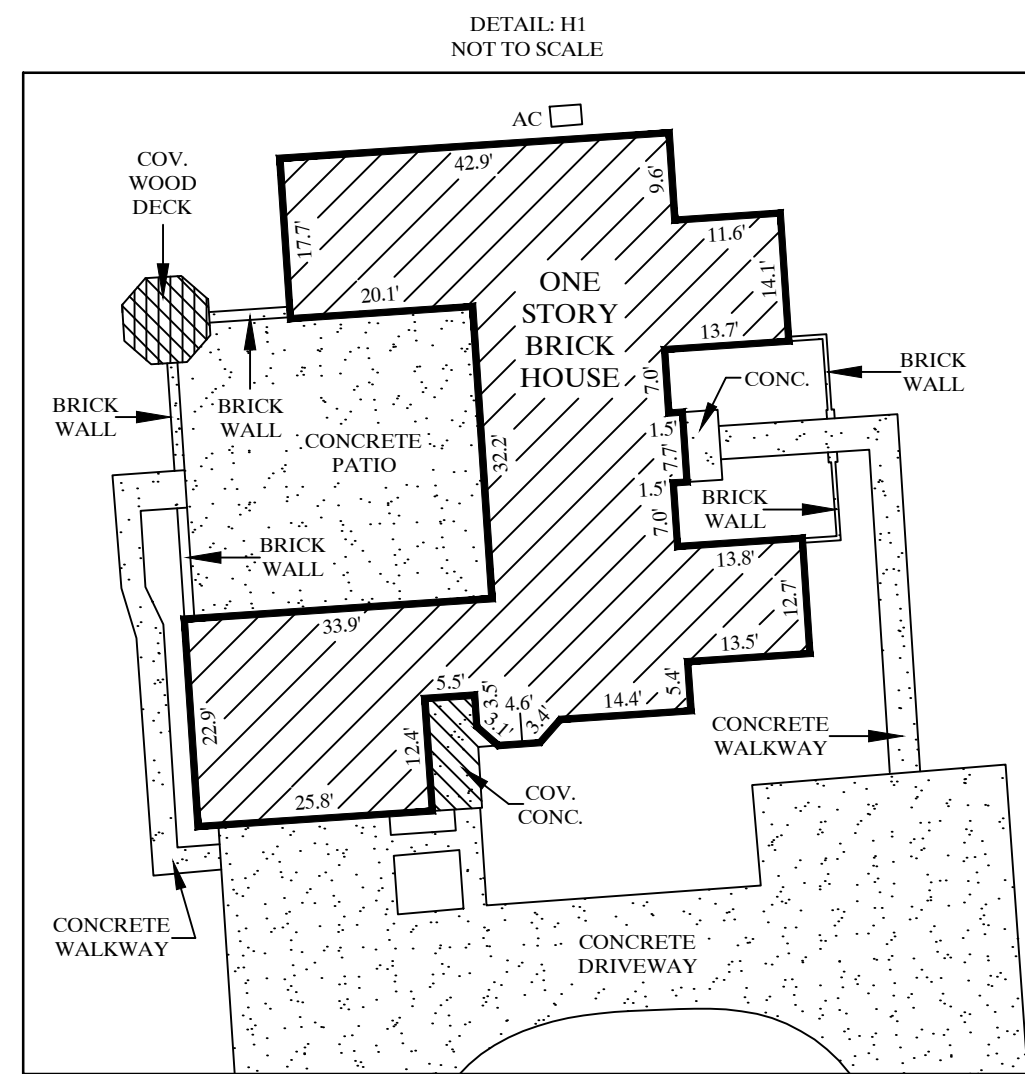 DETAIL: H1
NOT TO SCALE
AC
COV.
WOOD
DECK
42.9'
9.6'
17.7'
11.6'
14.1'
20.1'
ONE
STORY
BRICK
HOUSE
13.7'
7.0'
CONC.
BRICK
WALL
BRICK
WALL
BRICK
WALL
CONCRETE
PATIO
32.2'
1.5'
7.7'
1.5'
7.0'
BRICK
WALL
BRICK
WALL
13.8'
12.7'
33.9'
13.5'
5.4'
5.5'
3.5'
4.6'
3.1'
3.4'
14.4'
22.9'
12.4'
CONCRETE
WALKWAY
25.8'
COV.
CONC.
CONCRETE
WALKWAY
CONCRETE
DRIVEWAY